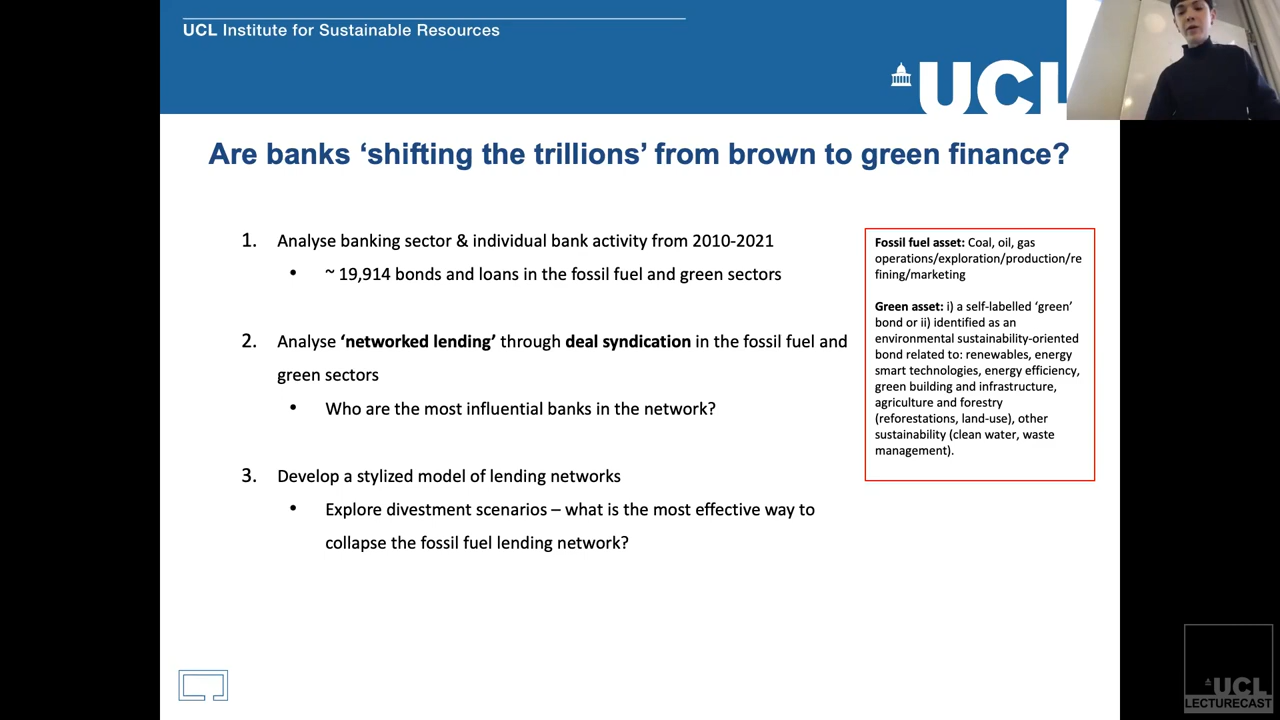 UCL Institute for Sustainable Resources
UCL
Are banks ‘shifting the trillions’ from brown to green finance?
1. Analyse banking sector & individual bank activity from 2010-2021
• ~ 19,914 bonds and loans in the fossil fuel and green sectors
2. Analyse ‘networked lending’ through deal syndication in the fossil fuel and
green sectors
• Who are the most influential banks in the network?
3. Develop a stylized model of lending networks
• Explore divestment scenarios – what is the most effective way to
collapse the fossil fuel lending network?
Fossil fuel asset: Coal, oil, gas
operations/exploration/production/re
fining/marketing
Green asset: i) a self-labelled ‘green’
bond or ii) identified as an
environmental sustainability-oriented
bond related to: renewables, energy
smart technologies, energy efficiency,
green building and infrastructure,
agriculture and forestry
(reforestations, land-use), other
sustainability (clean water, waste
management).
UCL
LECTURECAST